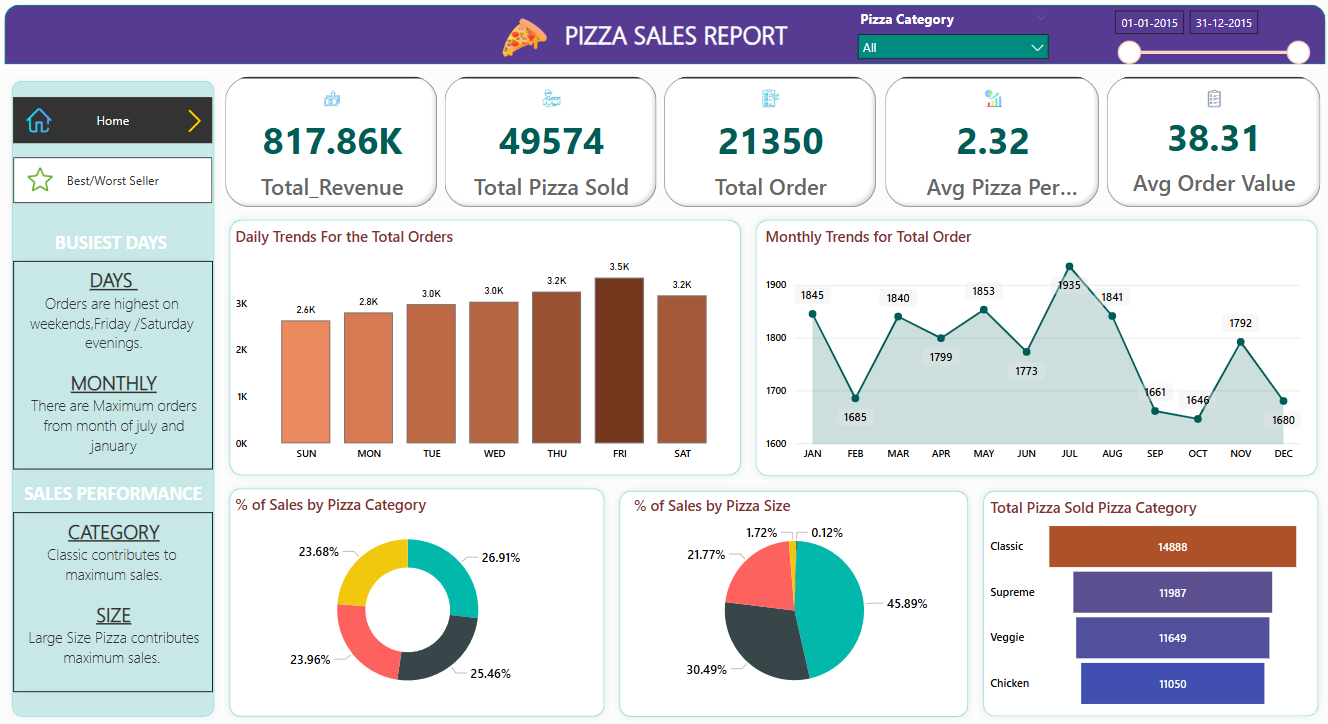 PIZZA SALES REPORT
Pizza Category
All
01-01-2015
31-12-2015
Home
Best/Worst Seller
BUSIEST DAYS
DAYS
Orders are highest on
weekends,Friday /Saturday
evenings.
MONTHLY
There are Maximum orders
from month of july and
january
SALES PERFORMANCE
CATEGORY
Classic contributes to
maximum sales.
SIZE
Large Size Pizza contributes
maximum sales.
817.86K
Total_Revenue
49574
Total Pizza Sold
21350
Total Order
2.32
Avg Pizza Per...
38.31
Avg Order Value
Daily Trends For the Total Orders
3K
2K
1K
0K
2.6K
2.8K
3.0K
3.0K
3.2K
3.5K
3.2K
SUN
MON
TUE
WED
THU
FRI
SAT
Monthly Trends for Total Order
1900
1800
1700
1600
1845
1685
1840
1799
1853
1773
1935
1841
1661
1646
1792
1680
JAN
FEB
MAR
APR
MAY
JUN
JUL
AUG
SEP
OCT
NOV
DEC
% of Sales by Pizza Category
23.68%
26.91%
23.96%
25.46%
% of Sales by Pizza Size
1.72%
0.12%
21.77%
45.89%
30.49%
Total Pizza Sold Pizza Category
Classic
14888
Supreme
11987
Veggie
11649
Chicken
11050